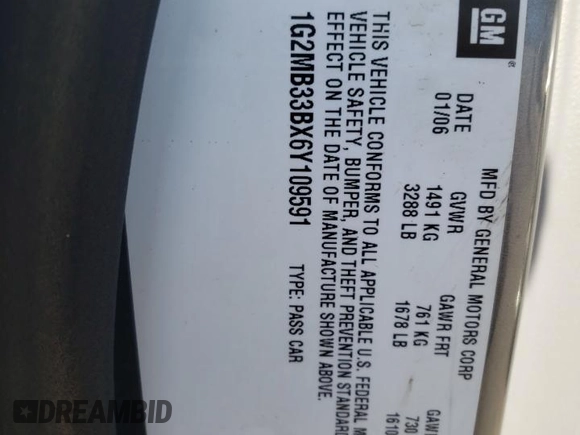 GM
MFD BY GENERAL MOTORS CORP
DATE GVWR GAWR FRT
01/06 1491 KG 761 KG 730
3288 LB 1678 LB 1610
THIS VEHICLE CONFORMS TO ALL APPLICABLE U.S. FEDERAL
VEHICLE SAFETY, BUMPER, AND THEFT PREVENTION
EFFECT ON THE DATE OF MANUFACTURE SHOWN ABOVE.
1G2MB33BX6Y109591 TYPE: PASS CAR
DREAMBID